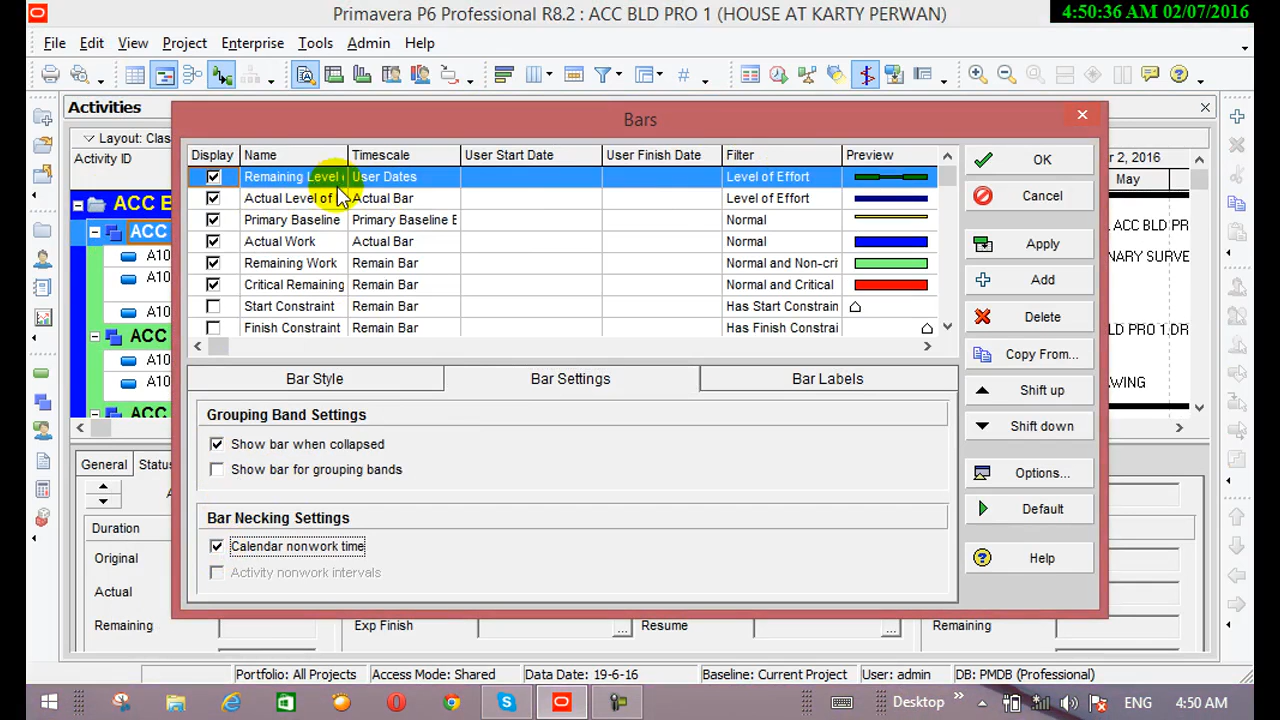 Primavera P6 Professional R8.2 : ACC BLD PRO 1 (HOUSE AT KARTY PERWAN)
4:50:36 AM 02/07/2016
File Edit View Project Enterprise Tools Admin Help
Activities
Layout: Clas
Activity ID
r 2, 2016
May
ACC E
ACC
A10
A10
A10
ACC
A10
A10
ACC
. ACC BLD PR
NARY SURVE
D PRO 1.DR
AWING
Bars
Display Name Timescale User Start Date User Finish Date Filter Preview
Remaining Level User Dates Level of Effort
Actual Level of Actual Bar Level of Effort
Primary Baseline Primary Baseline E Normal
Actual Work Actual Bar Normal
Remaining Work Remain Bar Normal and Non-cri
Critical Remaining Remain Bar Normal and Critical
Start Constraint Remain Bar Has Start Constrain
Finish Constraint Remain Bar Has Finish Constrai
OK
Cancel
Apply
Add
Delete
Copy From...
Shift up
Shift down
Options...
Default
Help
Bar Style Bar Settings Bar Labels
Grouping Band Settings
Show bar when collapsed
Show bar for grouping bands
Bar Necking Settings
Calendar nonwork time
Activity nonwork intervals
General Status
Duration
Original
Actual
Remaining
Exp Finish ... Resume ... Remaining
Portfolio: All Projects Access Mode: Shared Data Date: 19-6-16 Baseline: Current Project User: admin DB: PMDB (Professional)
Desktop ENG 4:50 AM